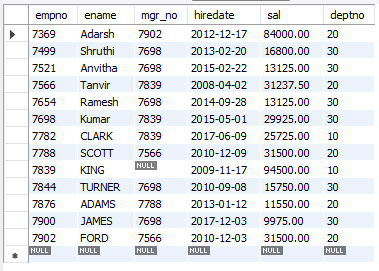 empno ename mgr_no hiredate sal deptno
7369 Adarsh 7902 2012-12-17 84000.00 20
7499 Shruthi 7698 2013-02-20 16800.00 30
7521 Anvitha 7698 2015-02-22 13125.00 30
7566 Tanvir 7839 2008-04-02 31237.50 20
7654 Ramesh 7698 2014-09-28 13125.00 30
7698 Kumar 7839 2015-05-01 29925.00 30
7782 CLARK 7839 2017-06-09 25725.00 10
7788 SCOTT 7566 2010-12-09 31500.00 20
7839 KING NULL 2009-11-17 94500.00 10
7844 TURNER 7698 2010-09-08 15750.00 30
7876 ADAMS 7788 2013-01-12 11550.00 20
7900 JAMES 7698 2017-12-03 9975.00 30
7902 FORD 7566 2010-12-03 31500.00 20
NULL NULL NULL NULL NULL NULL